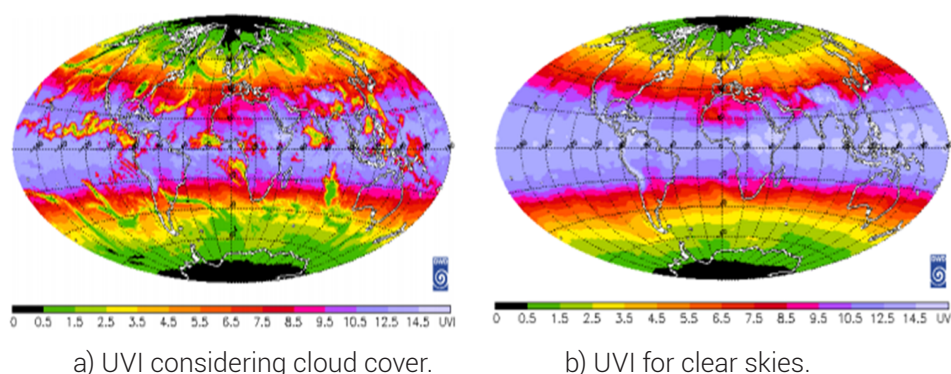 DWD
DWD
0 0.5 1.5 2.5 3.5 4.5 5.5 6.5 7.5 8.5 9.5 10.5 12.5 14.5 UVI
0 0.5 1.5 2.5 3.5 4.5 5.5 6.5 7.5 8.5 9.5 10.5 12.5 14.5 UVI
a) UVI considering cloud cover.
b) UVI for clear skies.